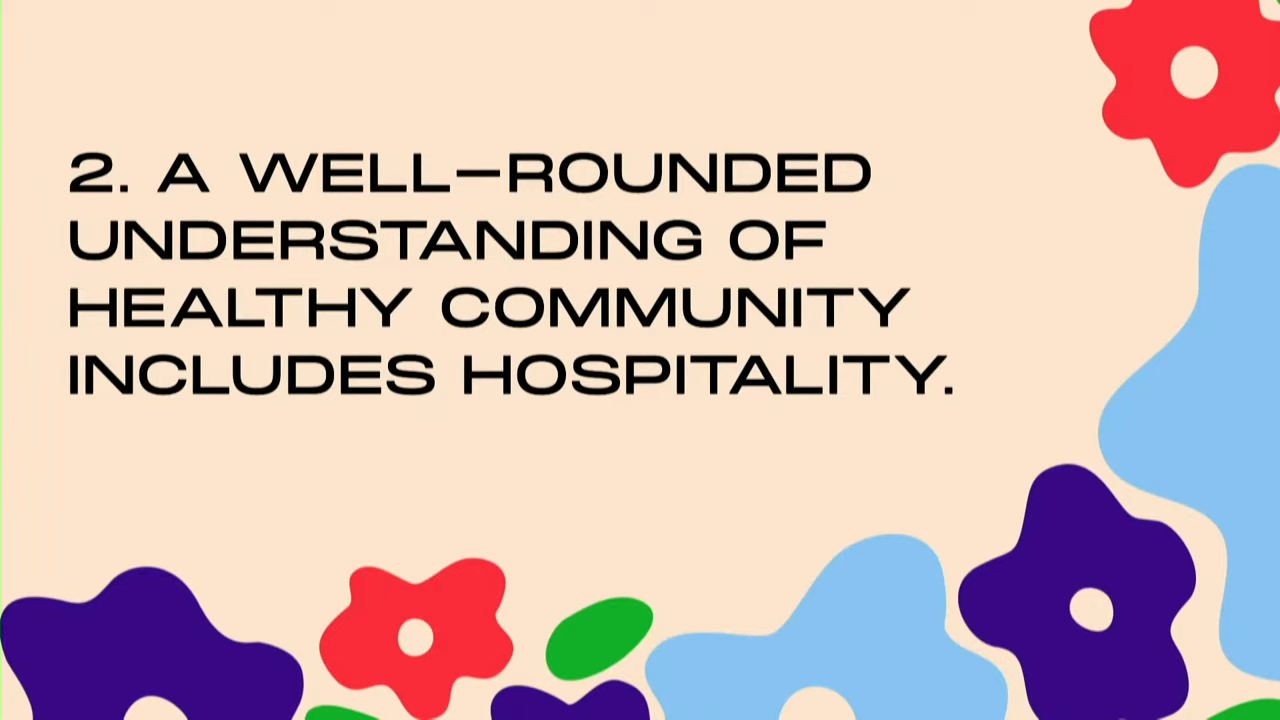 2. A WELL–ROUNDED
UNDERSTANDING OF
HEALTHY COMMUNITY
INCLUDES HOSPITALITY.